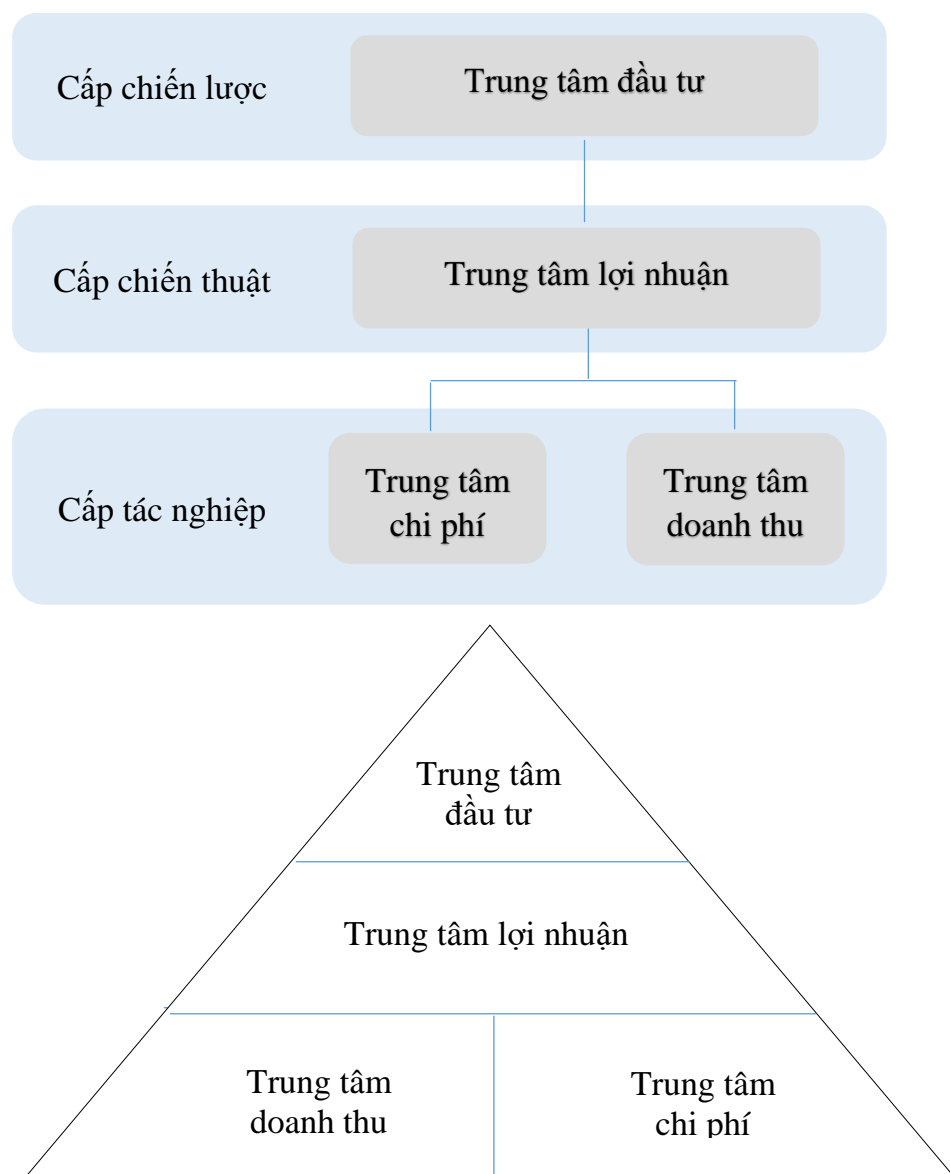 Cấp chiến lược
Trung tâm đầu tư
Cấp chiến thuật
Trung tâm lợi nhuận
Cấp tác nghiệp
Trung tâm
chi phí
Trung tâm
doanh thu
Trung tâm
đầu tư
Trung tâm lợi nhuận
Trung tâm
doanh thu
Trung tâm
chi phí